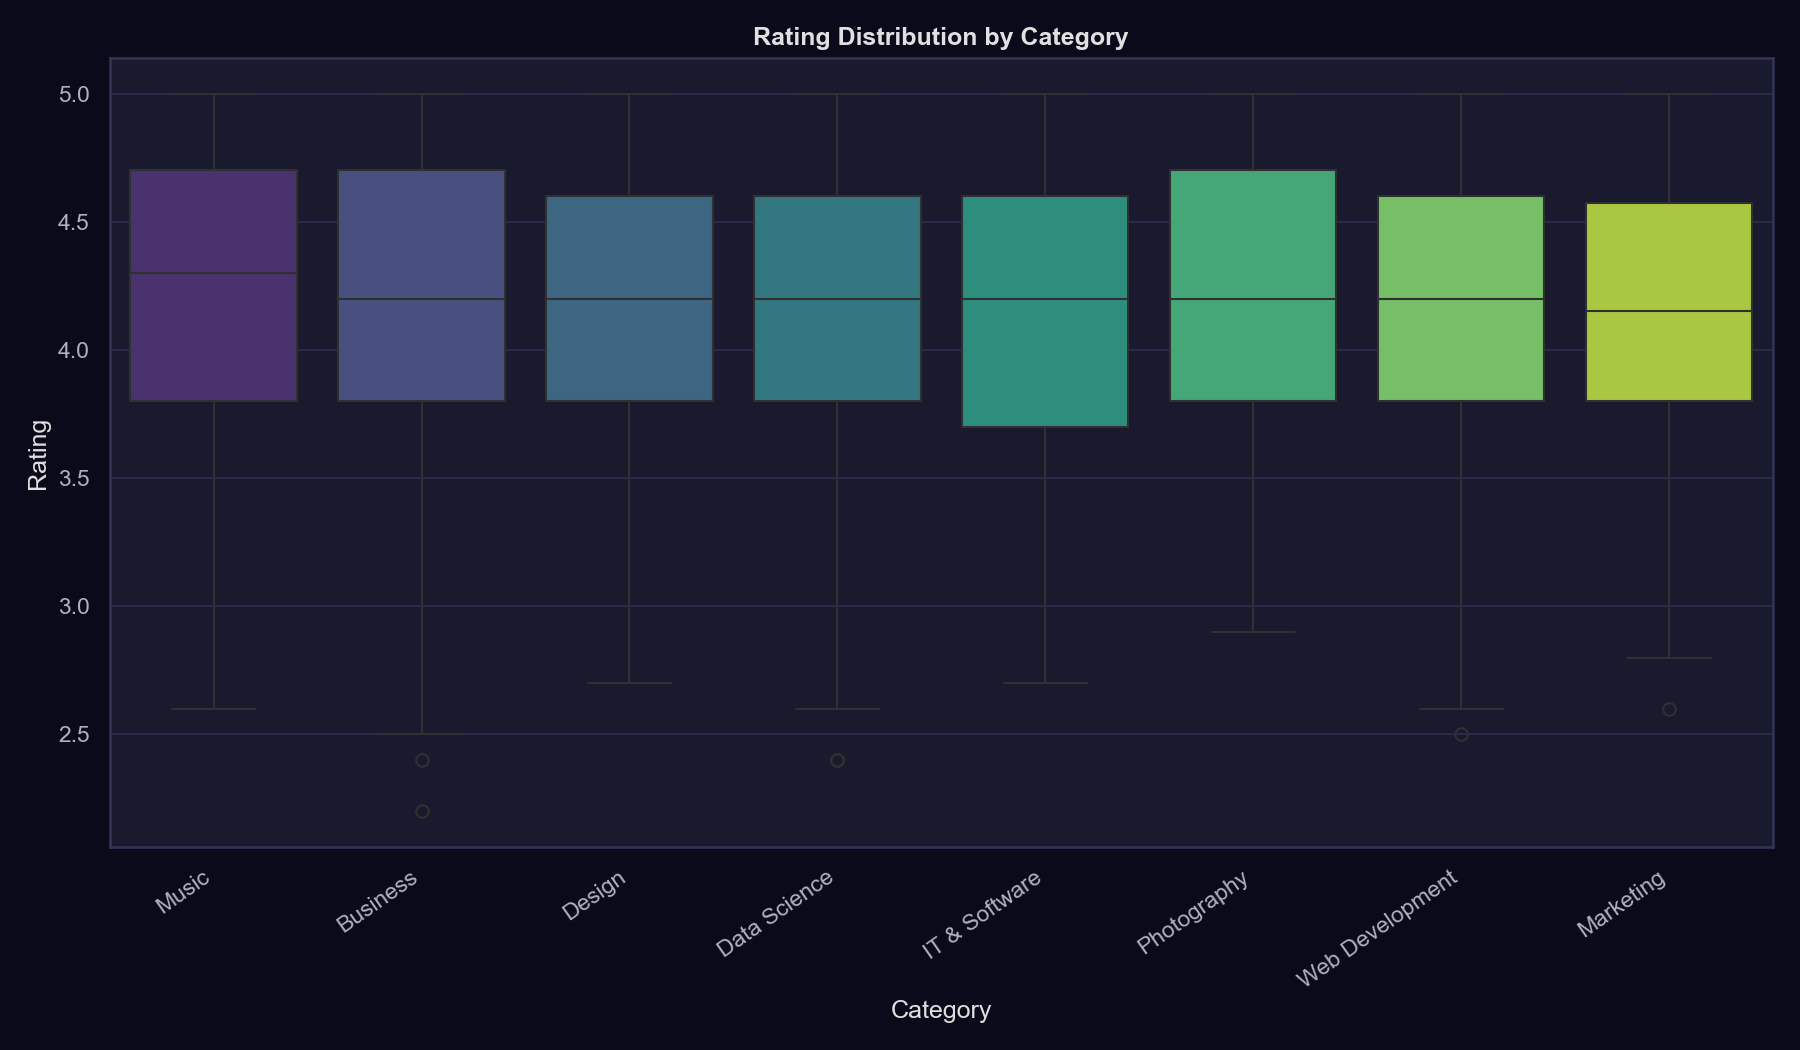 Rating Distribution by Category
5.0
4.5
4.0
3.5
3.0
2.5
Rating
Music
Business
Design
Data Science
IT & Software
Photography
Web Development
Marketing
Category